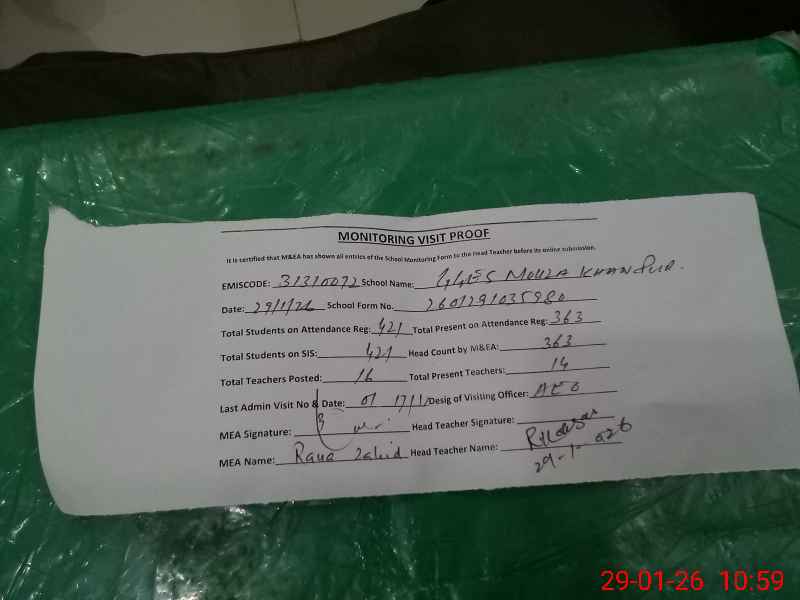 MONITORING VISIT PROOF
It is certified that M&EA has shown all entries of the School Monitoring Form to the Head Teacher before its online submission.
EMISCODE: 31310072 School Name: GGES MOUZA KHANPUR.
Date: 29/1/26 School Form No. 2601291035980
Total Students on Attendance Reg: 421 Total Present on Attendance Reg: 363
Total Students on SIS: 421 Head Count by M&EA: 363
Total Teachers Posted: 16 Total Present Teachers: 14
Last Admin Visit No & Date: 01 17/1 Desig of Visiting Officer: AEO
MEA Signature: Head Teacher Signature:
MEA Name: Rana Zahid Head Teacher Name:
29-1-026
29-01-26 10:59